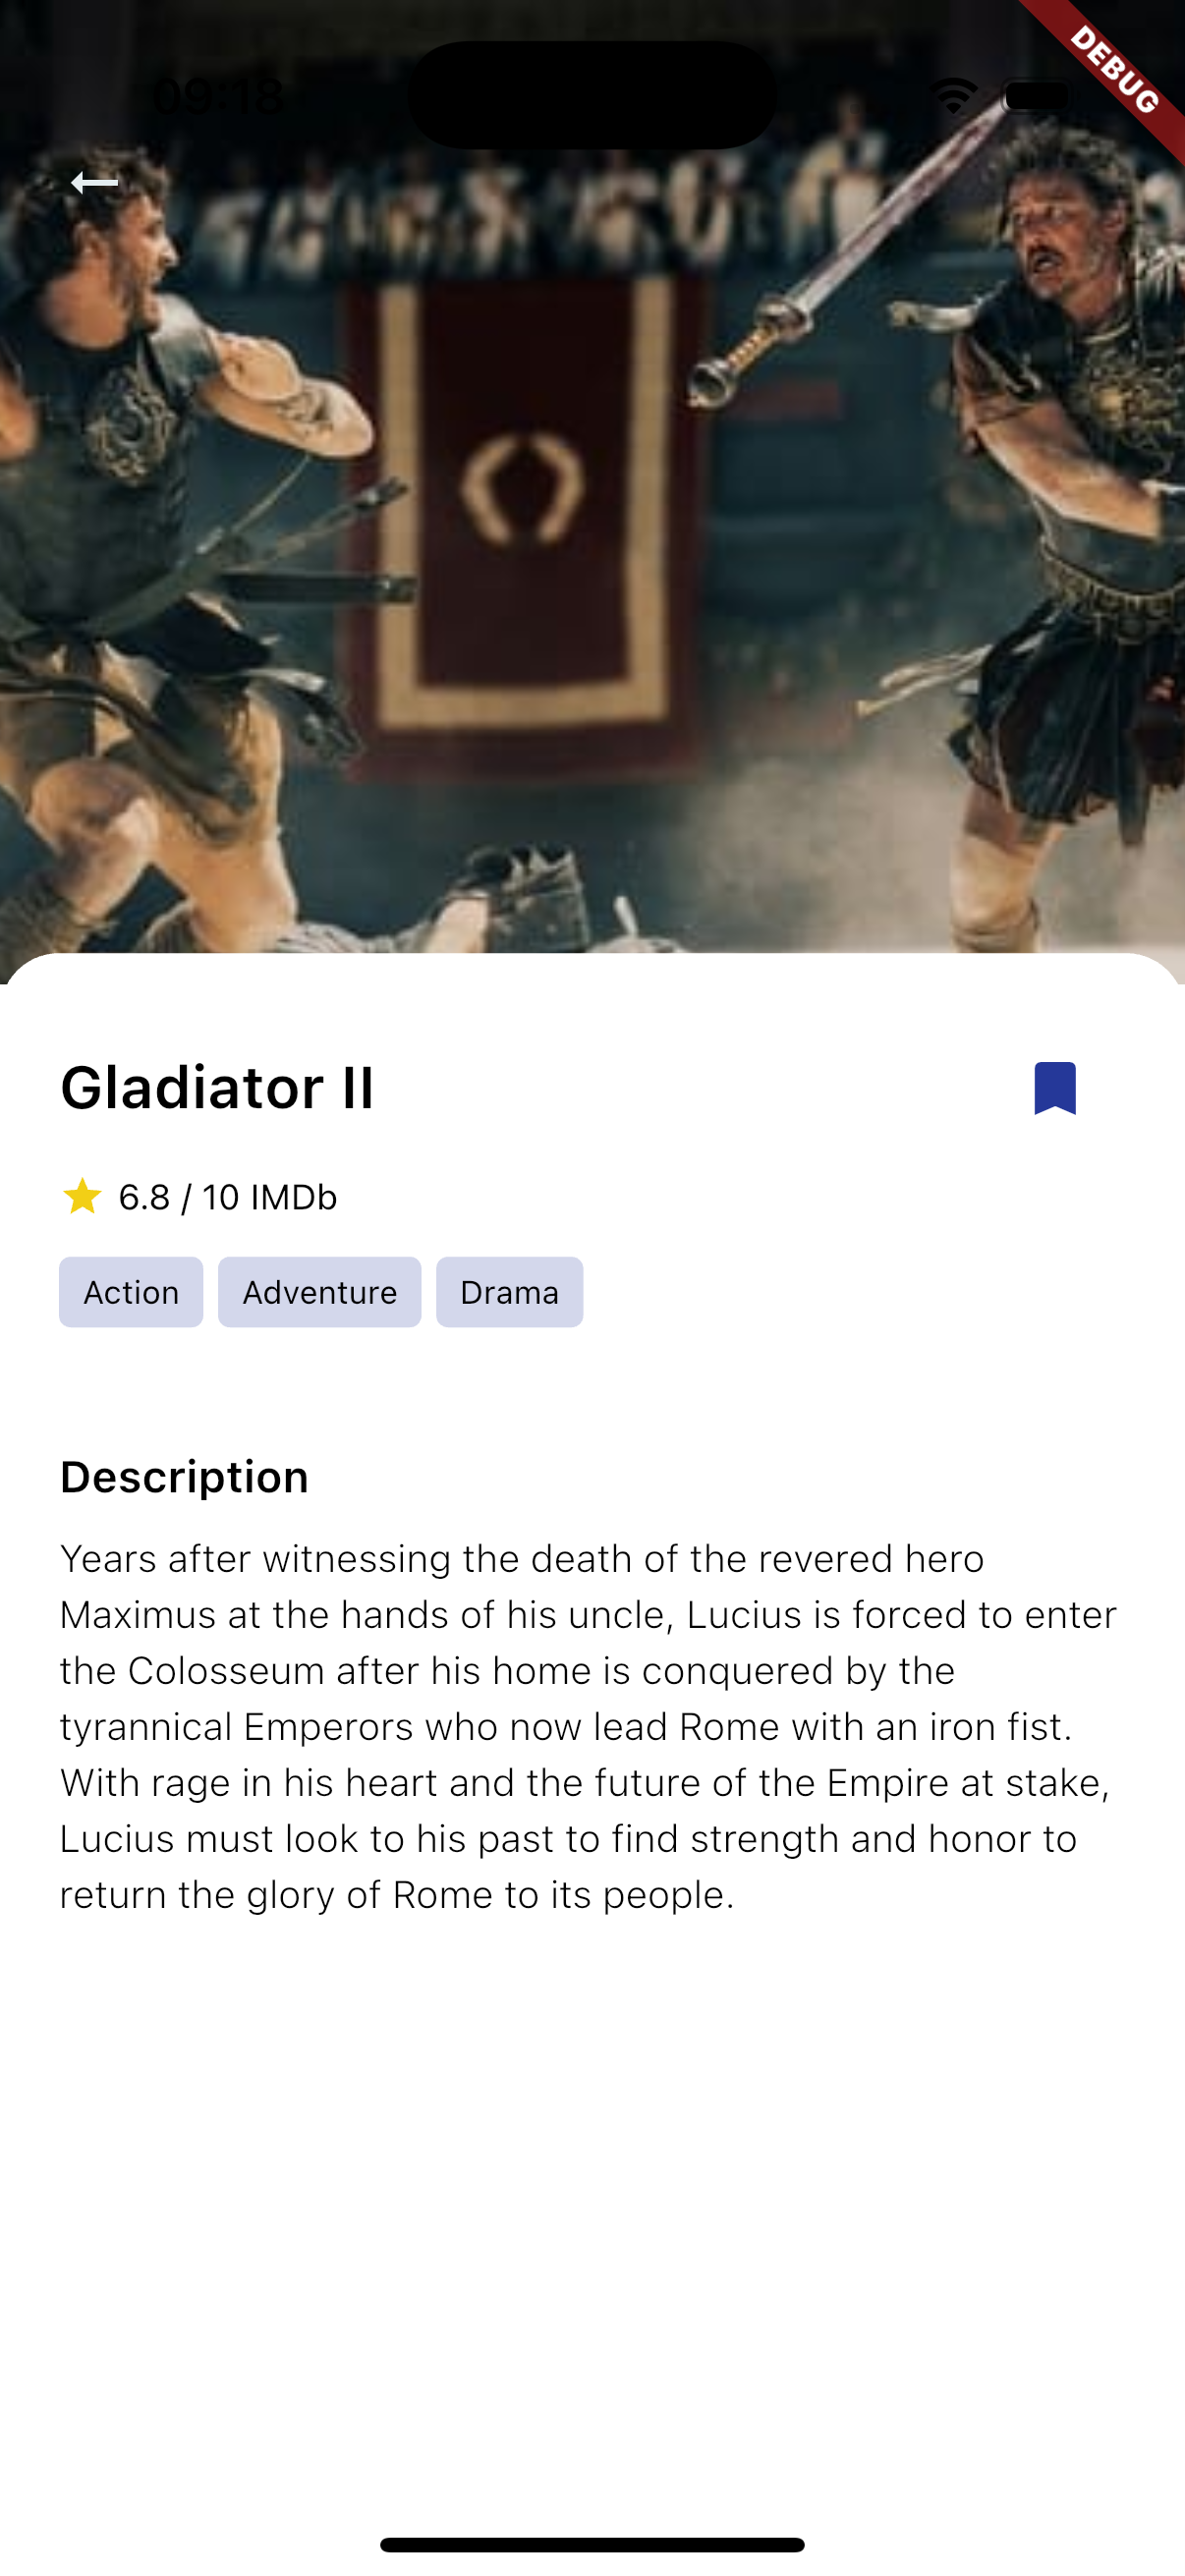 09:18
DEBUG
Gladiator II
6.8 / 10 IMDb
Action Adventure Drama
Description
Years after witnessing the death of the revered hero
Maximus at the hands of his uncle, Lucius is forced to enter
the Colosseum after his home is conquered by the
tyrannical Emperors who now lead Rome with an iron fist.
With rage in his heart and the future of the Empire at stake,
Lucius must look to his past to find strength and honor to
return the glory of Rome to its people.